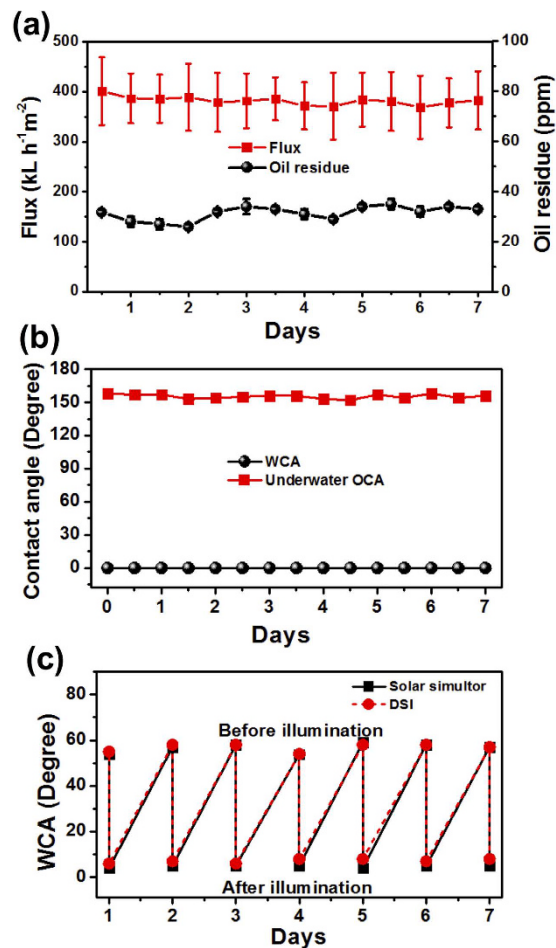 (a)
500
400
300
200
100
0
100
80
60
40
20
0
Flux (kL h⁻¹m⁻²)
Oil residue (ppm)
Flux
Oil residue
1 2 3 4 5 6 7
Days
(b)
180
150
120
90
60
30
0
Contact angle (Degree)
WCA
Underwater OCA
0 1 2 3 4 5 6 7
Days
(c)
80
60
40
20
0
WCA (Degree)
Solar simultor
DSI
Before illumination
After illumination
1 2 3 4 5 6 7
Days